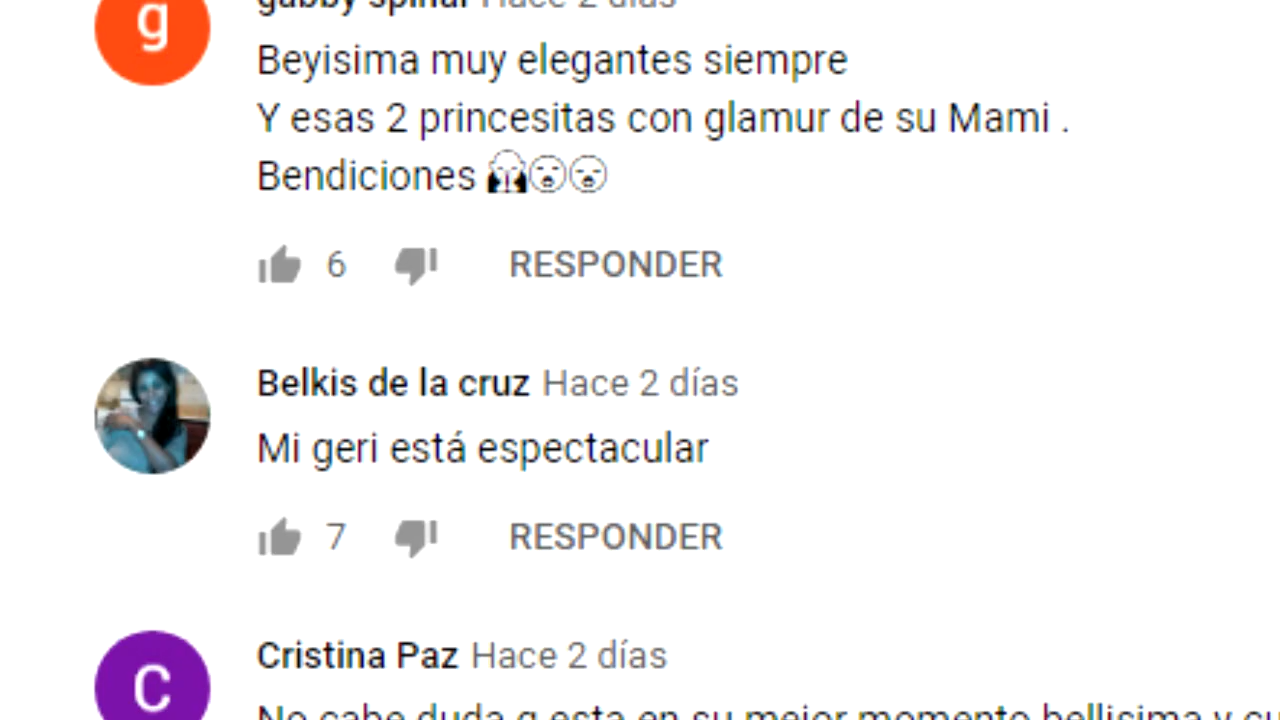 g
gabby spinal Hace 2 días
Beyisima muy elegantes siempre
Y esas 2 princesitas con glamur de su Mami .
Bendiciones
6 RESPONDER
Belkis de la cruz Hace 2 días
Mi geri está espectacular
7 RESPONDER
C
Cristina Paz Hace 2 días
No cabe duda q esta en su mejor momento bellisima y